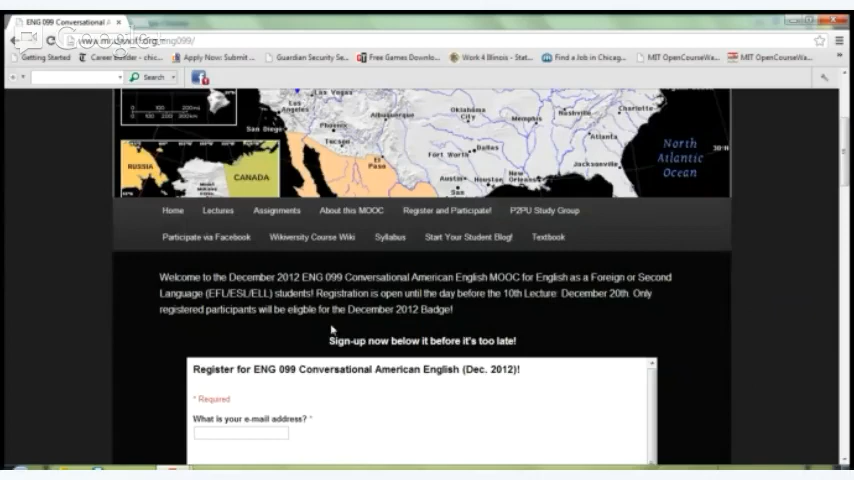 ENG 099 Conversational A
Google+
eng099/
Getting Started
Career Builder - chic...
Apply Now: Submit ...
Guardian Security Se...
Free Games Downlo...
Work 4 Illinois - Stat...
Find a Job in Chicag...
MIT OpenCourseWa...
MIT OpenCourseWa...
Search
Las Vegas
Los Angeles
San Diego
Phoenix
Tucson
Albuquerque
El Paso
Oklahoma City
Fort Worth
Dallas
Austin
Houston
San
New Orleans
Memphis
Nashville
Charlotte
Atlanta
Jacksonville
North Atlantic Ocean
30°N
RUSSIA
CANADA
Home Lectures Assignments About this MOOC Register and Participate! P2PU Study Group
Participate via Facebook Wikiversity Course Wiki Syllabus Start Your Student Blog! Textbook
Welcome to the December 2012 ENG 099 Conversational American English MOOC for English as a Foreign or Second
Language (EFL/ESL/ELL) students! Registration is open until the day before the 10th Lecture: December 20th. Only
registered participants will be eligible for the December 2012 Badge!
Sign-up now below it before it's too late!
Register for ENG 099 Conversational American English (Dec. 2012)!
* Required
What is your e-mail address? *